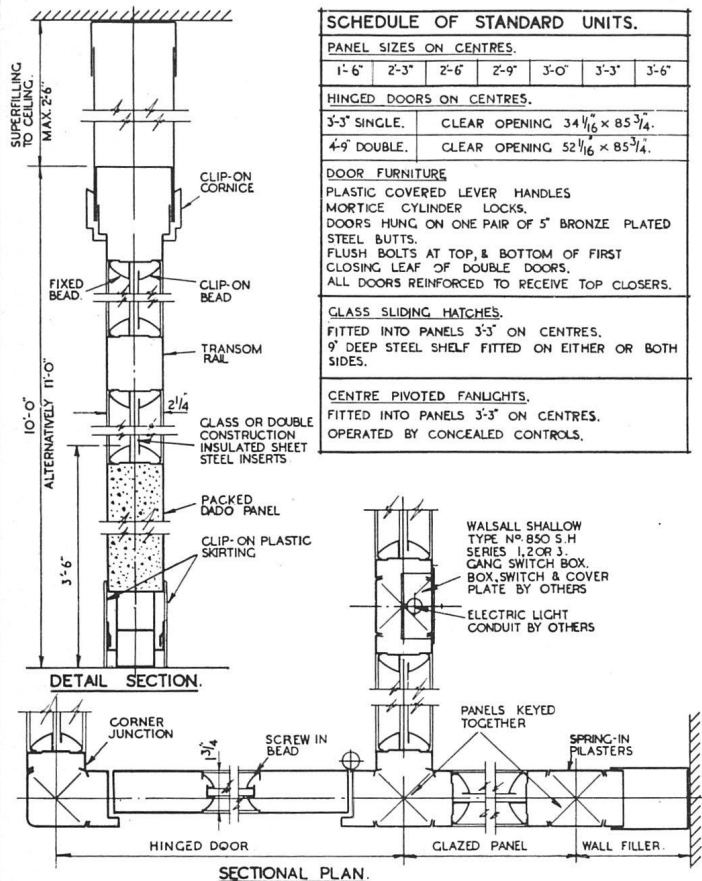 SCHEDULE OF STANDARD UNITS.
PANEL SIZES ON CENTRES.
1'-6" 2'-3" 2'-6" 2'-9" 3'-0" 3'-3" 3'-6"
HINGED DOORS ON CENTRES.
3'-3" SINGLE. CLEAR OPENING 34 1/16" × 85 3/4".
4'-9" DOUBLE. CLEAR OPENING 52 1/16" × 85 3/4".
DOOR FURNITURE
PLASTIC COVERED LEVER HANDLES
MORTICE CYLINDER LOCKS.
DOORS HUNG ON ONE PAIR OF 5" BRONZE PLATED
STEEL BUTTS.
FLUSH BOLTS AT TOP, & BOTTOM OF FIRST
CLOSING LEAF OF DOUBLE DOORS.
ALL DOORS REINFORCED TO RECEIVE TOP CLOSERS.
GLASS SLIDING HATCHES.
FITTED INTO PANELS 3'-3" ON CENTRES.
9" DEEP STEEL SHELF FITTED ON EITHER OR BOTH
SIDES.
CENTRE PIVOTED FANLIGHTS.
FITTED INTO PANELS 3'-3" ON CENTRES.
OPERATED BY CONCEALED CONTROLS.
SUPERFILLING
TO CEILING.
MAX. 2'-6"
CLIP-ON
CORNICE
FIXED
BEAD.
CLIP-ON
BEAD
TRANSOM
RAIL
2 1/4"
10'-0"
ALTERNATIVELY 11'-0"
GLASS OR DOUBLE
CONSTRUCTION
INSULATED SHEET
STEEL INSERTS
PACKED
DADO PANEL
3'-6"
CLIP-ON PLASTIC
SKIRTING
DETAIL SECTION.
WALSALL SHALLOW
TYPE Nº 850 S.H
SERIES 1, 2 OR 3.
GANG SWITCH BOX.
BOX, SWITCH & COVER
PLATE BY OTHERS
ELECTRIC LIGHT
CONDUIT BY OTHERS
CORNER
JUNCTION
1 3/4"
SCREW IN
BEAD
PANELS KEYED
TOGETHER
SPRING-IN
PILASTERS
HINGED DOOR
GLAZED PANEL
WALL FILLER.
SECTIONAL PLAN.